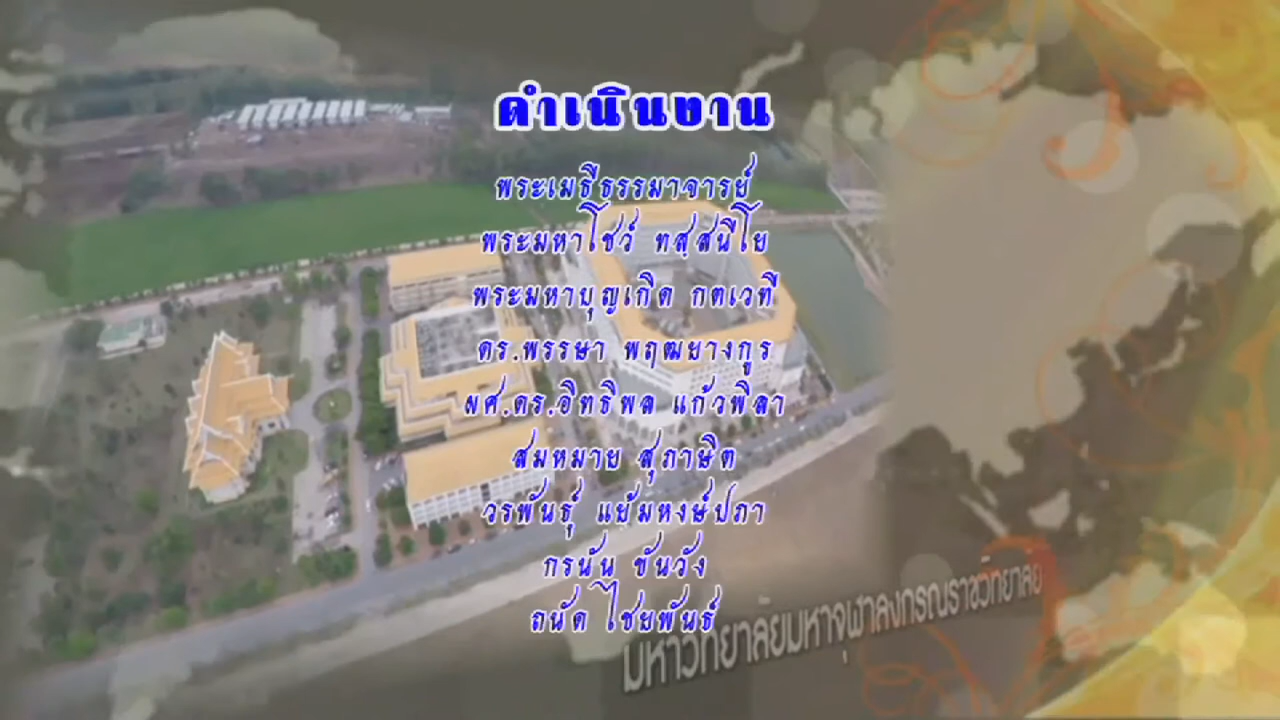 ดำเนินงาน
พระเมธีธรรมาจารย์
พระมหาโชว์ ทสฺสนีโย
พระมหาบุญเกิด กตเวที
ดร.พรรษา พฤฒยางกูร
ผศ.ดร.อิทธิพล แก้วพิลา
สมหมาย สุภาษิต
วรพันธุ์ แย้มหงษ์ปภา
กรนัน ขันวัง
ถนัด ไชยพันธ์
มหาวิทยาลัยมหาจุฬาลงกรณราชวิทยาลัย